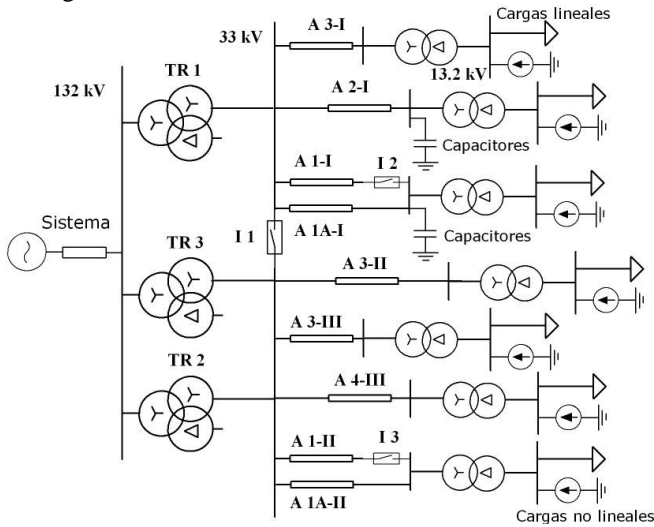 Cargas lineales
A 3-I
33 kV
TR 1
13.2 kV
132 kV
A 2-I
Capacitores
A 1-I
I 2
Sistema
A 1A-I
Capacitores
I 1
TR 3
A 3-II
A 3-III
TR 2
A 4-III
A 1-II
I 3
A 1A-II
Cargas no lineales